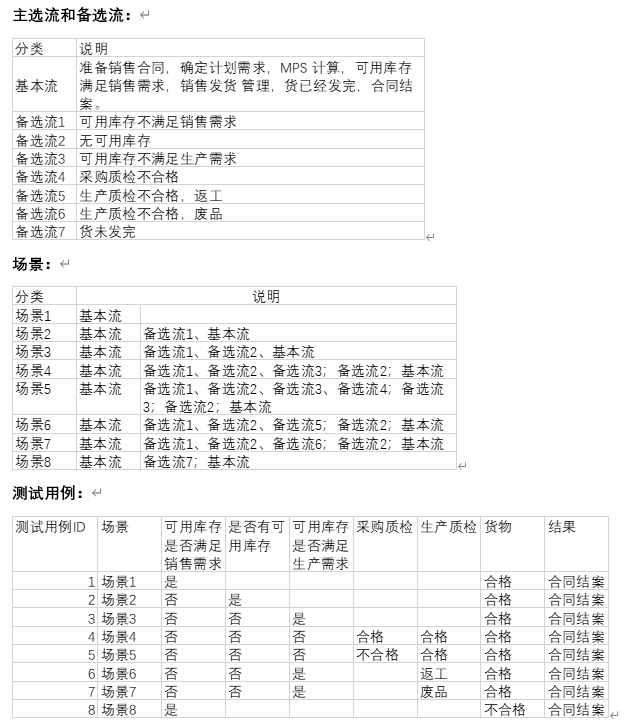 主选流和备选流：
分类 说明
基本流 准备销售合同，确定计划需求，MPS 计算，可用库存
满足销售需求，销售发货 管理，货已经发完，合同结
案。
备选流1 可用库存不满足销售需求
备选流2 无可用库存
备选流3 可用库存不满足生产需求
备选流4 采购质检不合格
备选流5 生产质检不合格，返工
备选流6 生产质检不合格，废品
备选流7 货未发完
场景：
分类 说明
场景1 基本流
场景2 基本流 备选流1、基本流
场景3 基本流 备选流1、备选流2、基本流
场景4 基本流 备选流1、备选流2、备选流3；备选流2；基本流
场景5 基本流 备选流1、备选流2、备选流3、备选流4；备选流
3；备选流2；基本流
场景6 基本流 备选流1、备选流2、备选流5；备选流2；基本流
场景7 基本流 备选流1、备选流2、备选流6；备选流2；基本流
场景8 基本流 备选流7；基本流
测试用例：
测试用例ID 场景 可用库存 是否有可 可用库存 采购质检 生产质检 货物 结果
是否满足 用库存 是否满足
销售需求 生产需求
1 场景1 是 合格 合同结案
2 场景2 否 是 合格 合同结案
3 场景3 否 否 是 合格 合同结案
4 场景4 否 否 否 合格 合格 合格 合同结案
5 场景5 否 否 否 不合格 合格 合格 合同结案
6 场景6 否 否 是 返工 合格 合同结案
7 场景7 否 否 是 废品 合格 合同结案
8 场景8 是 不合格 合同结案